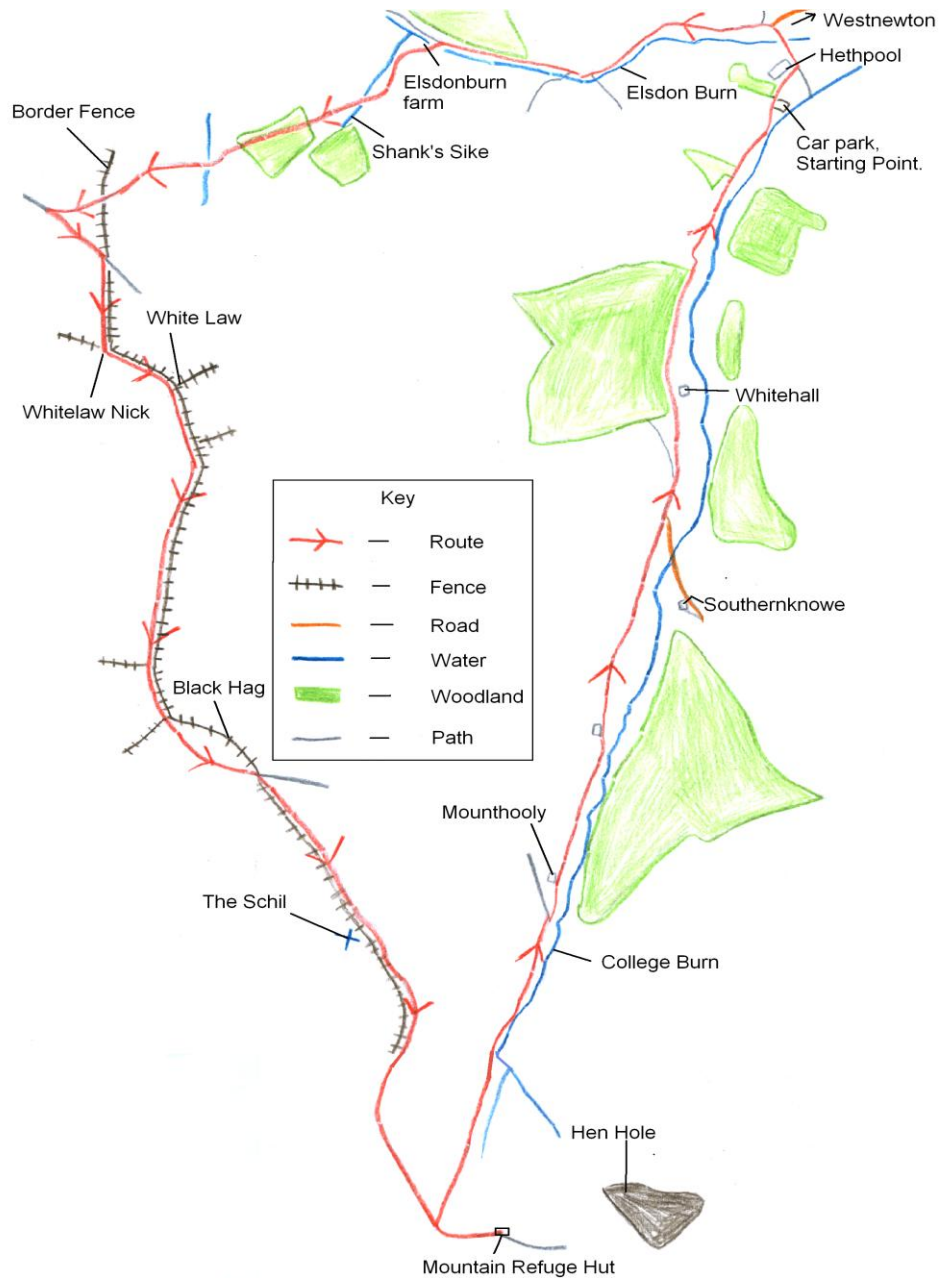 Westnewton
Hethpool
Elsdonburn
farm
Elsdon Burn
Border Fence
Shank's Sike
Car park,
Starting Point.
White Law
Whitelaw Nick
Whitehall
Key
Route
Fence
Road
Water
Woodland
Path
Southernknowe
Black Hag
Mounthooly
The Schil
College Burn
Hen Hole
Mountain Refuge Hut